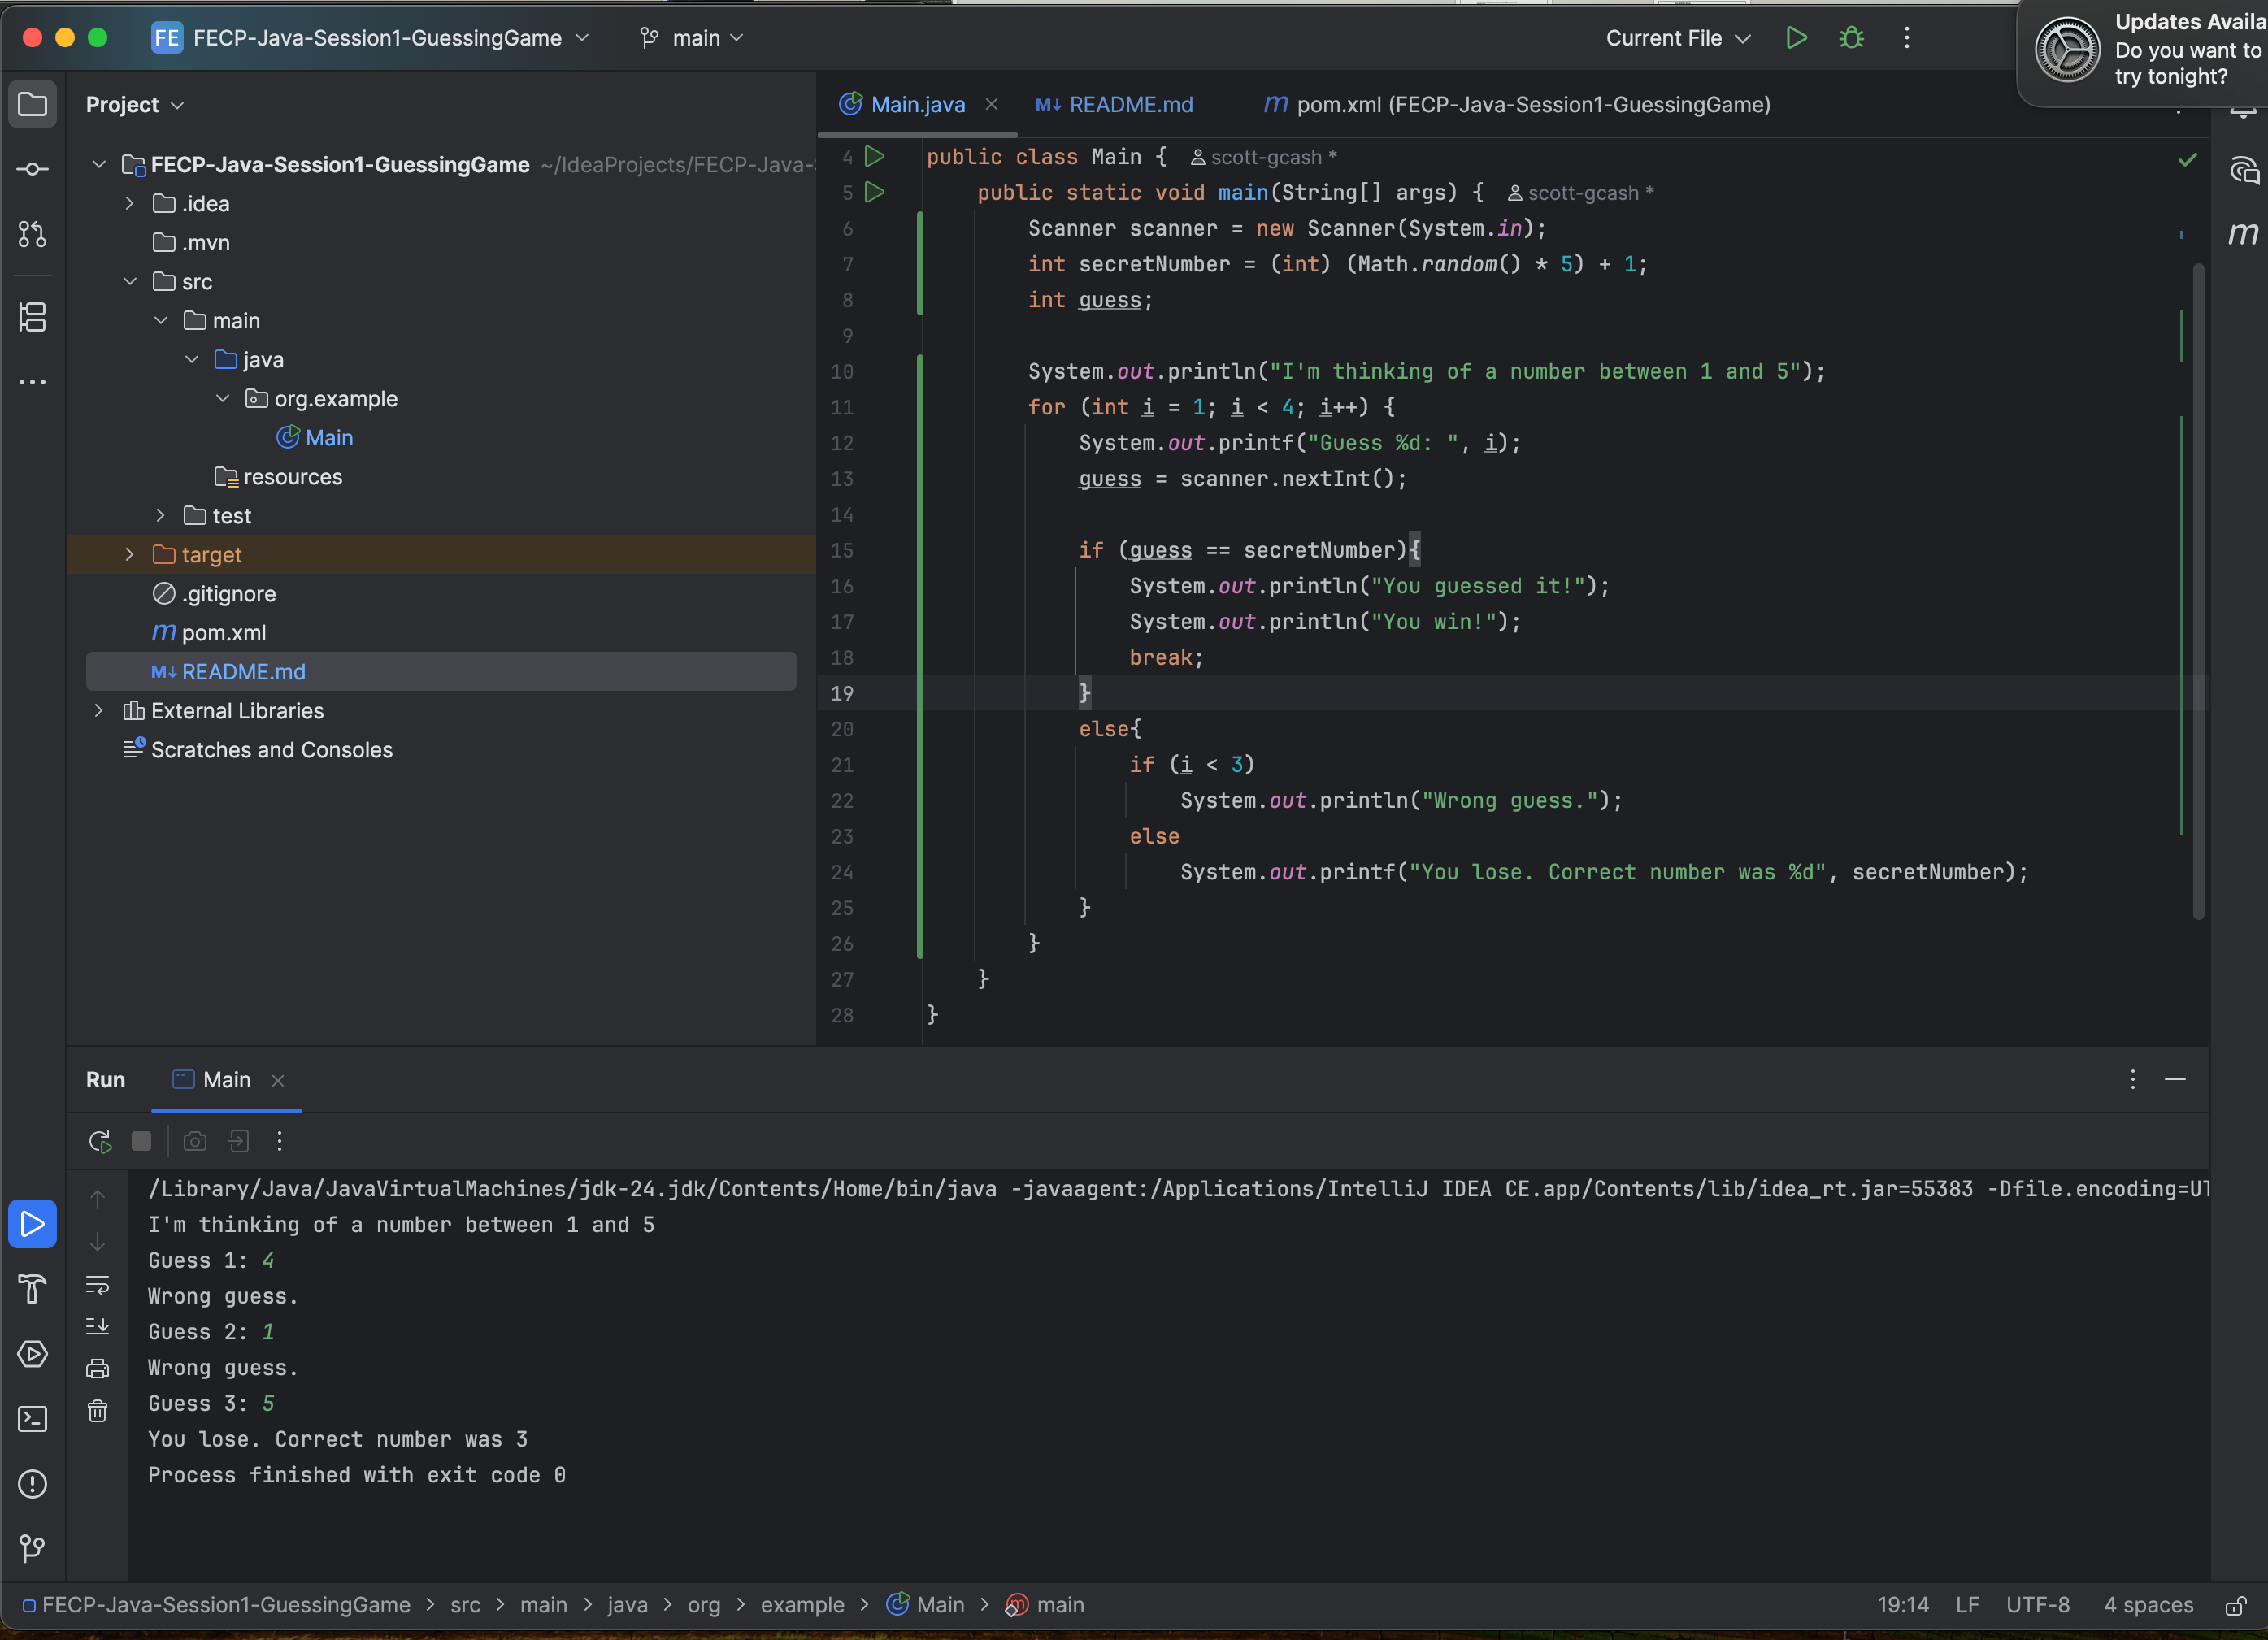 FE FECP-Java-Session1-GuessingGame main Current File
Updates Availa
Do you want to
try tonight?
Project
Main.java README.md pom.xml (FECP-Java-Session1-GuessingGame)
FECP-Java-Session1-GuessingGame ~/IdeaProjects/FECP-Java-
.idea
.mvn
src
main
java
org.example
Main
resources
test
target
.gitignore
pom.xml
README.md
External Libraries
Scratches and Consoles
4 public class Main { scott-gcash *
5 public static void main(String[] args) { scott-gcash *
6 Scanner scanner = new Scanner(System.in);
7 int secretNumber = (int) (Math.random() * 5) + 1;
8 int guess;
9
10 System.out.println("I'm thinking of a number between 1 and 5");
11 for (int i = 1; i < 4; i++) {
12 System.out.printf("Guess %d: ", i);
13 guess = scanner.nextInt();
14
15 if (guess == secretNumber){
16 System.out.println("You guessed it!");
17 System.out.println("You win!");
18 break;
19 }
20 else{
21 if (i < 3)
22 System.out.println("Wrong guess.");
23 else
24 System.out.printf("You lose. Correct number was %d", secretNumber);
25 }
26 }
27 }
28 }
Run Main
/Library/Java/JavaVirtualMachines/jdk-24.jdk/Contents/Home/bin/java -javaagent:/Applications/IntelliJ IDEA CE.app/Contents/lib/idea_rt.jar=55383 -Dfile.encoding=UT
I'm thinking of a number between 1 and 5
Guess 1: 4
Wrong guess.
Guess 2: 1
Wrong guess.
Guess 3: 5
You lose. Correct number was 3
Process finished with exit code 0
FECP-Java-Session1-GuessingGame > src > main > java > org > example > Main > main 19:14 LF UTF-8 4 spaces